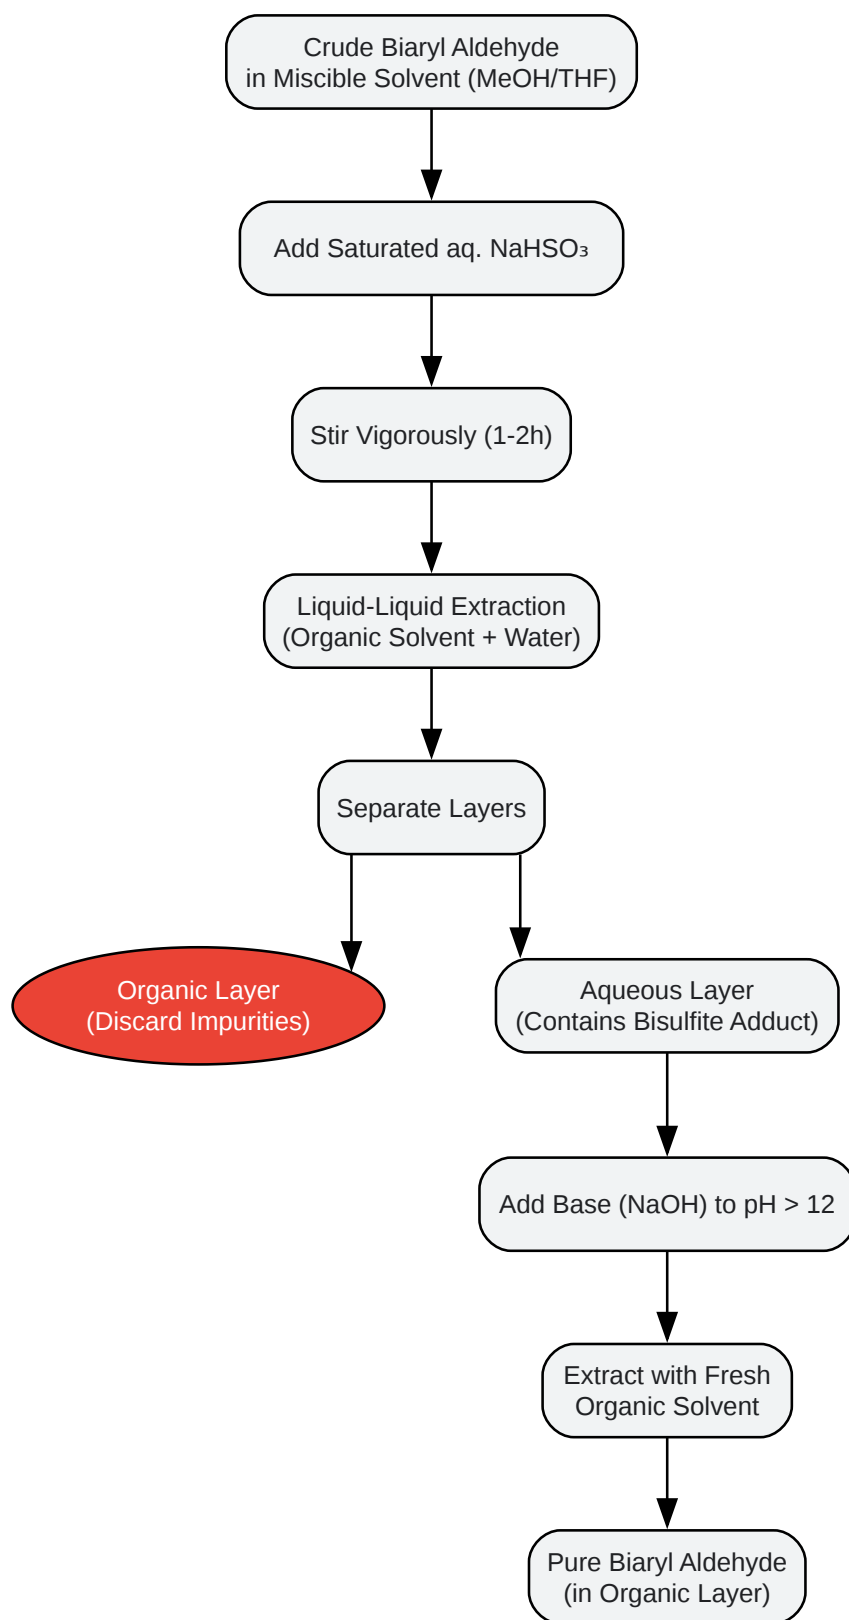 Crude Biaryl Aldehyde
in Miscible Solvent (MeOH/THF)
Add Saturated aq. NaHSO₃
Stir Vigorously (1-2h)
Liquid-Liquid Extraction
(Organic Solvent + Water)
Separate Layers
Organic Layer
(Discard Impurities)
Aqueous Layer
(Contains Bisulfite Adduct)
Add Base (NaOH) to pH > 12
Extract with Fresh
Organic Solvent
Pure Biaryl Aldehyde
(in Organic Layer)